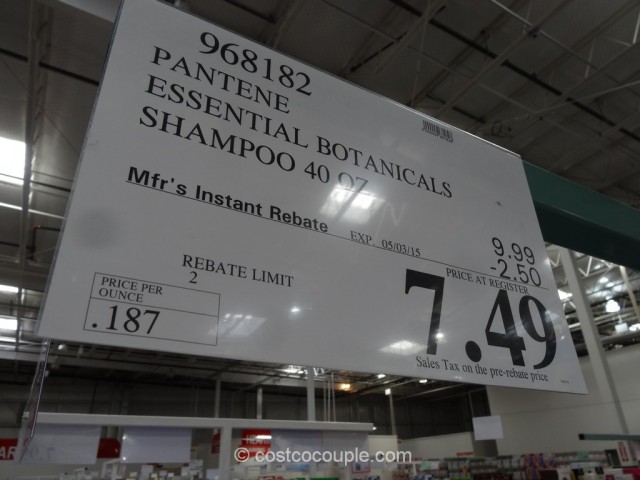 968182
PANTENE
ESSENTIAL BOTANICALS
SHAMPOO 40 OZ
Mfr's Instant Rebate EXP. 05/03/15 9.99
-2.50
REBATE LIMIT
2
PRICE AT REGISTER
7.49
PRICE PER
OUNCE
.187
Sales Tax on the pre-rebate price
© costcocouple.com